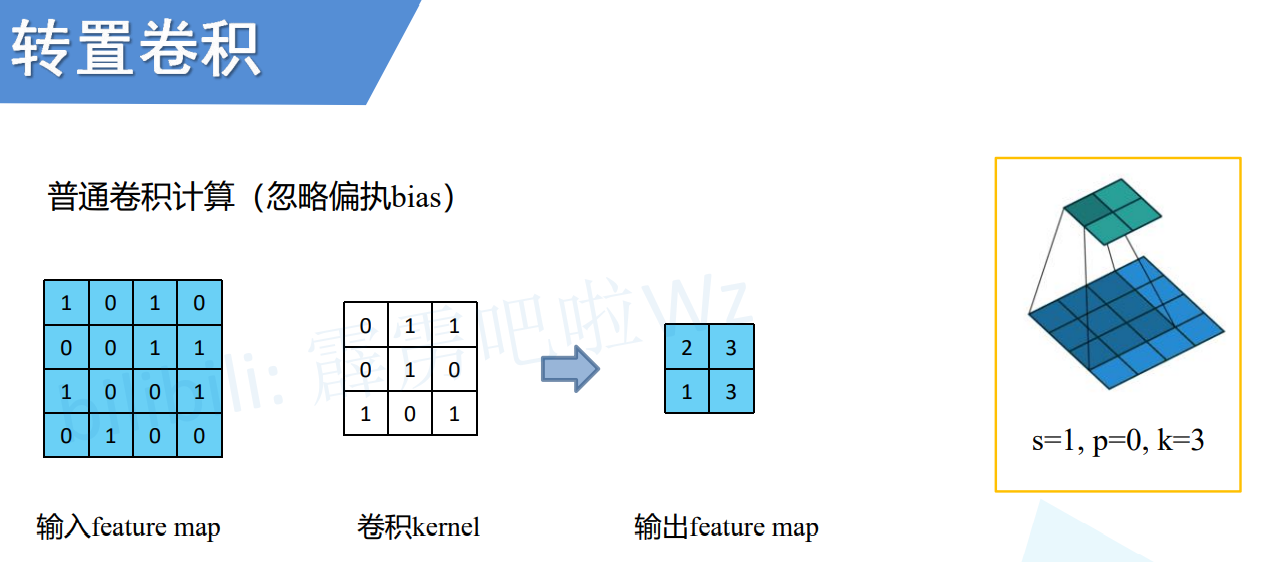 转置卷积
普通卷积计算（忽略偏执bias）
1 0 1 0
0 0 1 1
1 0 0 1
0 1 0 0
0 1 1
0 1 0
1 0 1
2 3
1 3
s=1, p=0, k=3
输入feature map
卷积kernel
输出feature map
bilibili: 霹雳吧啦Wz